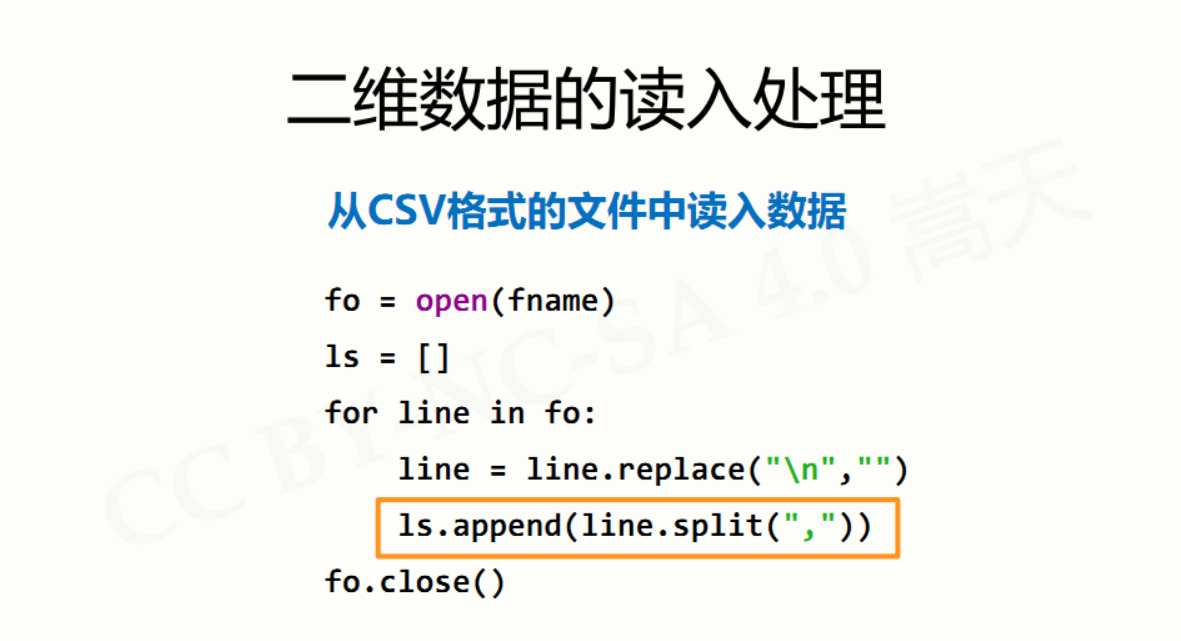 二维数据的读入处理
从CSV格式的文件中读入数据
fo = open(fname)
ls = []
for line in fo:
    line = line.replace("\n","")
    ls.append(line.split(","))
fo.close()
CC BY-NC-SA 4.0 嵩天